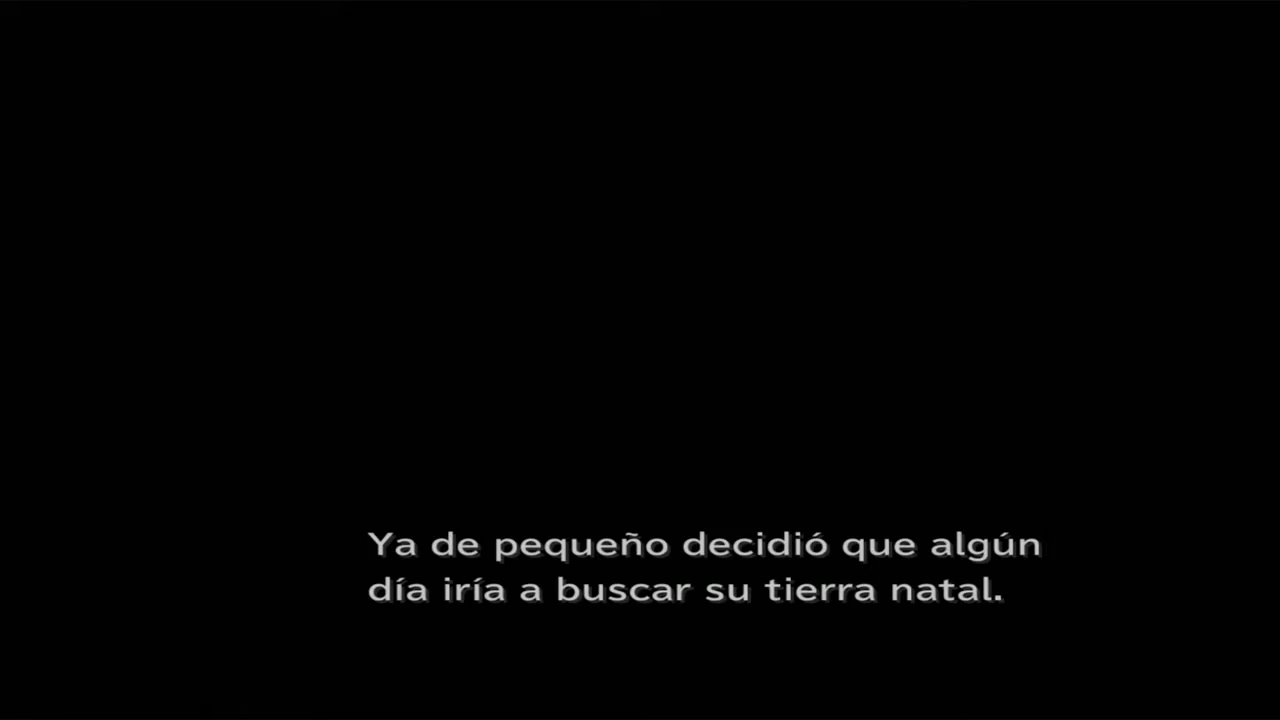 Ya de pequeño decidió que algún
día iría a buscar su tierra natal.